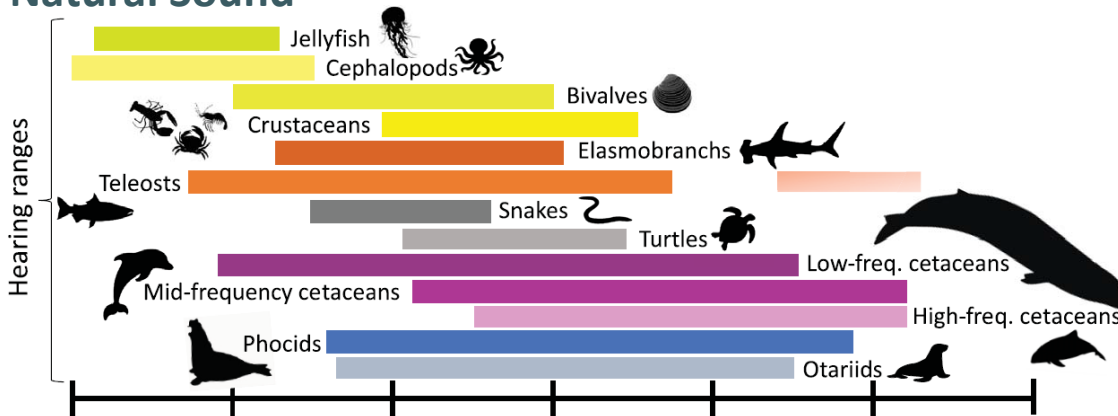 Natural Sound
Hearing ranges
Jellyfish
Cephalopods
Bivalves
Crustaceans
Elasmobranchs
Teleosts
Snakes
Turtles
Low-freq. cetaceans
Mid-frequency cetaceans
High-freq. cetaceans
Phocids
Otariids